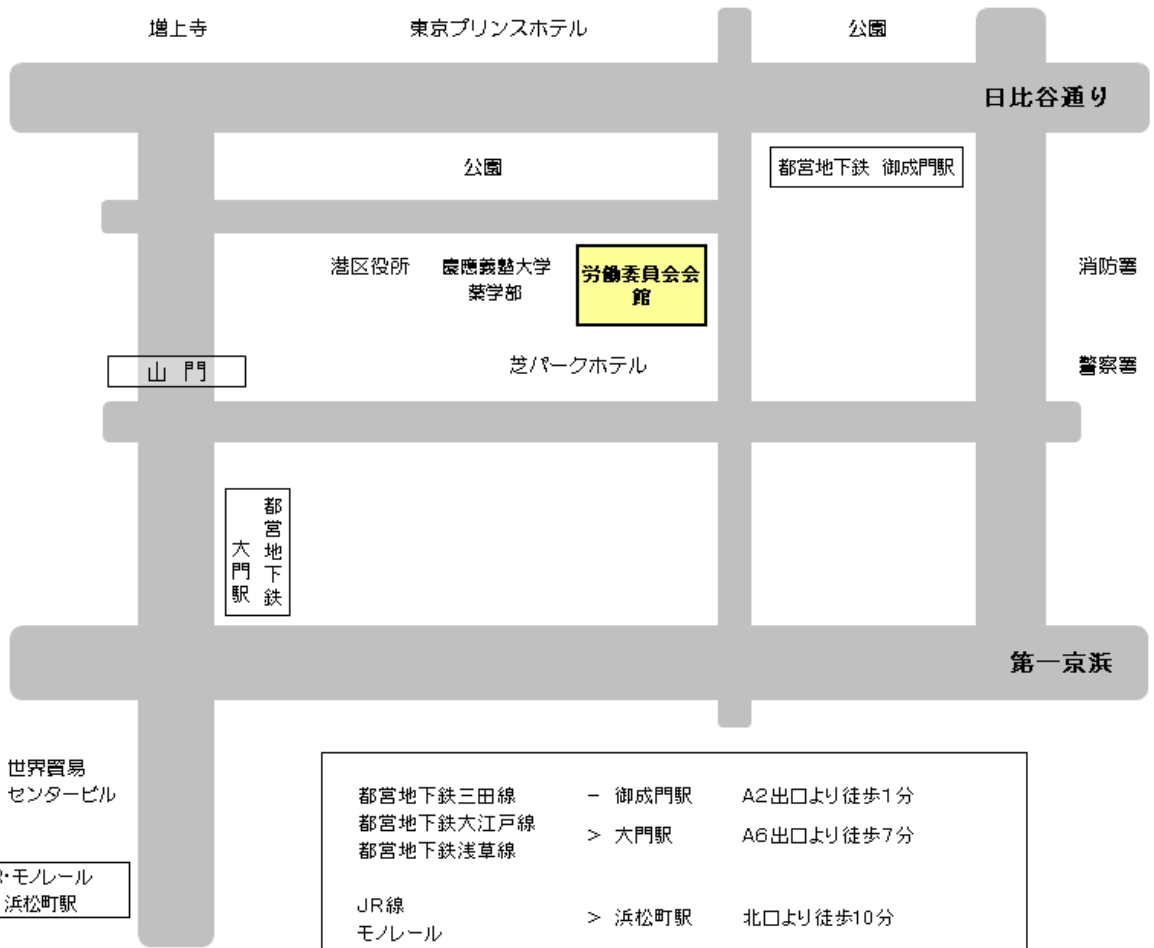 増上寺
東京プリンスホテル
公園
日比谷通り
公園
都営地下鉄 御成門駅
港区役所
慶應義塾大学
薬学部
労働委員会会
館
消防署
山 門
芝パークホテル
警察署
都営地下鉄
大門駅
第一京浜
世界貿易
センタービル
都営地下鉄三田線 − 御成門駅 A2出口より徒歩1分
都営地下鉄大江戸線
都営地下鉄浅草線
> 大門駅 A6出口より徒歩7分
・モノレール
浜松町駅
JR線
モノレール
> 浜松町駅 北口より徒歩10分